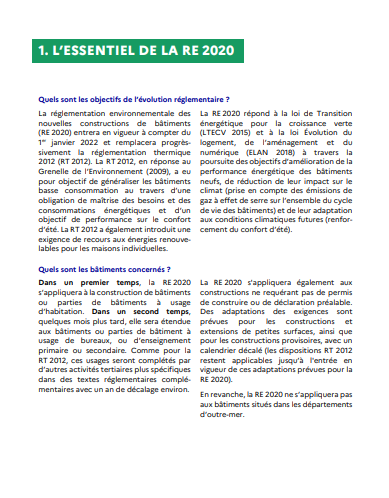 1. L’ESSENTIEL DE LA RE 2020
Quels sont les objectifs de l’évolution réglementaire ?
La réglementation environnementale des
nouvelles constructions de bâtiments
(RE 2020) entrera en vigueur à compter du
1er janvier 2022 et remplacera progres-
sivement la réglementation thermique
2012 (RT 2012). La RT 2012, en réponse au
Grenelle de l’Environnement (2009), a eu
pour objectif de généraliser les bâtiments
basse consommation au travers d’une
obligation de maîtrise des besoins et des
consommations énergétiques et d’un
objectif de performance sur le confort
d’été. La RT 2012 a également introduit une
exigence de recours aux énergies renouve-
lables pour les maisons individuelles.
La RE 2020 répond à la loi de Transition
énergétique pour la croissance verte
(LTECV 2015) et à la loi Évolution du
logement, de l’aménagement et du
numérique (ELAN 2018) à travers la
poursuite des objectifs d’amélioration de la
performance énergétique des bâtiments
neufs, de réduction de leur impact sur le
climat (prise en compte des émissions de
gaz à effet de serre sur l’ensemble du cycle
de vie des bâtiments) et de leur adaptation
aux conditions climatiques futures (renfor-
cement du confort d’été).
Quels sont les bâtiments concernés ?
Dans un premier temps, la RE 2020
s’appliquera à la construction de bâtiments
ou parties de bâtiments à usage
d’habitation. Dans un second temps,
quelques mois plus tard, elle sera étendue
aux bâtiments ou parties de bâtiment à
usage de bureaux, ou d’enseignement
primaire ou secondaire. Comme pour la
RT 2012, ces usages seront complétés par
d’autres activités tertiaires plus spécifiques
dans des textes réglementaires complé-
mentaires avec un an de décalage environ.
La RE 2020 s’appliquera également aux
constructions ne requérant pas de permis
de construire ou de déclaration préalable.
Des adaptations des exigences sont
prévues pour les constructions et
extensions de petites surfaces, ainsi que
pour les constructions provisoires, avec un
calendrier décalé (les dispositions RT 2012
restent applicables jusqu’à l’entrée en
vigueur de ces adaptations prévues pour la
RE 2020).
En revanche, la RE 2020 ne s’appliquera pas
aux bâtiments situés dans les départements
d’outre-mer.